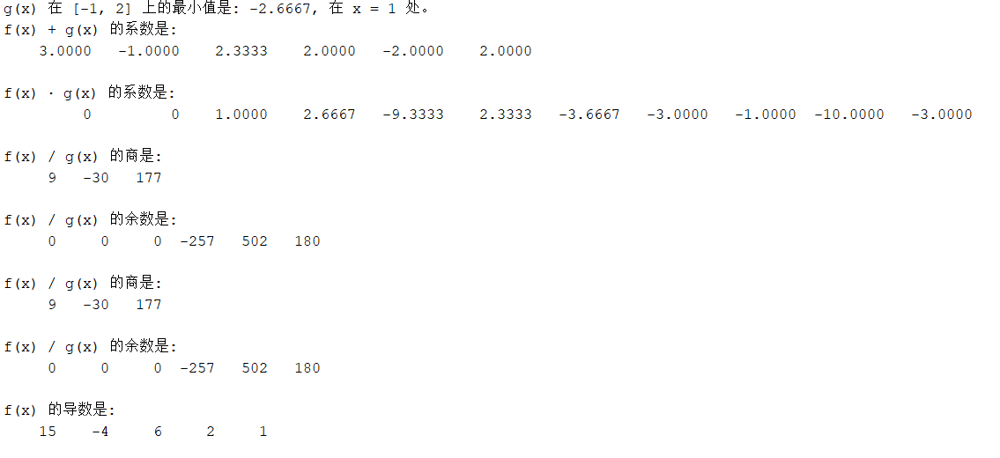 g(x) 在 [-1, 2] 上的最小值是: -2.6667, 在 x = 1 处。
f(x) + g(x) 的系数是:
3.0000 -1.0000 2.3333 2.0000 -2.0000 2.0000
f(x) · g(x) 的系数是:
0 0 1.0000 2.6667 -9.3333 2.3333 -3.6667 -3.0000 -1.0000 -10.0000 -3.0000
f(x) / g(x) 的商是:
9 -30 177
f(x) / g(x) 的余数是:
0 0 0 -257 502 180
f(x) / g(x) 的商是:
9 -30 177
f(x) / g(x) 的余数是:
0 0 0 -257 502 180
f(x) 的导数是:
15 -4 6 2 1